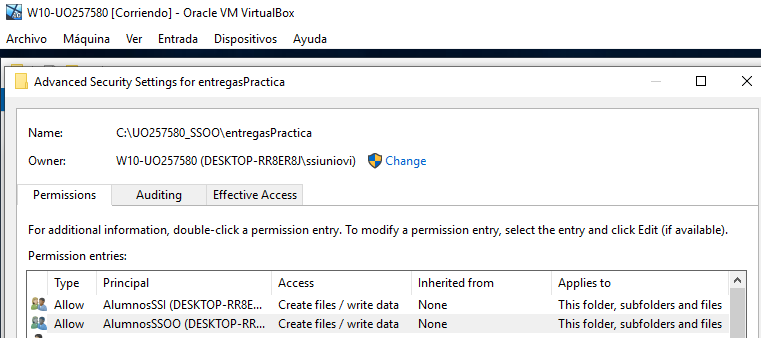 W10-UO257580 [Corriendo] - Oracle VM VirtualBox
Archivo Máquina Ver Entrada Dispositivos Ayuda
Advanced Security Settings for entregasPractica
Name: C:\UO257580_SSOO\entregasPractica
Owner: W10-UO257580 (DESKTOP-RR8ER8J\ssiuniovi) Change
Permissions Auditing Effective Access
For additional information, double-click a permission entry. To modify a permission entry, select the entry and click Edit (if available).
Permission entries:
Type Principal Access Inherited from Applies to
Allow AlumnosSSI (DESKTOP-RR8E... Create files / write data None This folder, subfolders and files
Allow AlumnosSSOO (DESKTOP-RR... Create files / write data None This folder, subfolders and files